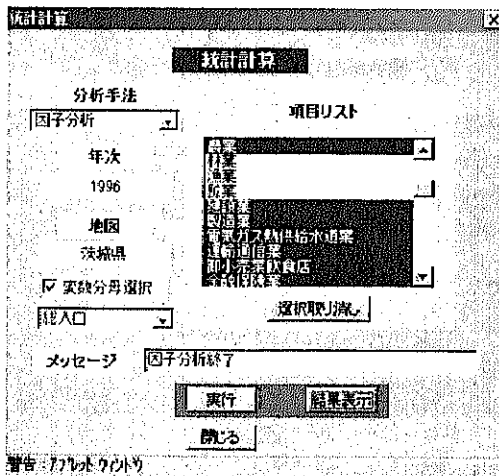 統計計算
統計計算
分析手法
因子分析
年次
1996
地図
茨城県
実数分母選択
総人口
項目リスト
農業
林業
漁業
鉱業
建設業
製造業
電気ガス熱供給水道業
運輸通信業
卸小売業飲食店
金融保険業
選択取り消し
メッセージ
因子分析終了
実行
結果表示
閉じる
警告：アプレット ウィンドウ